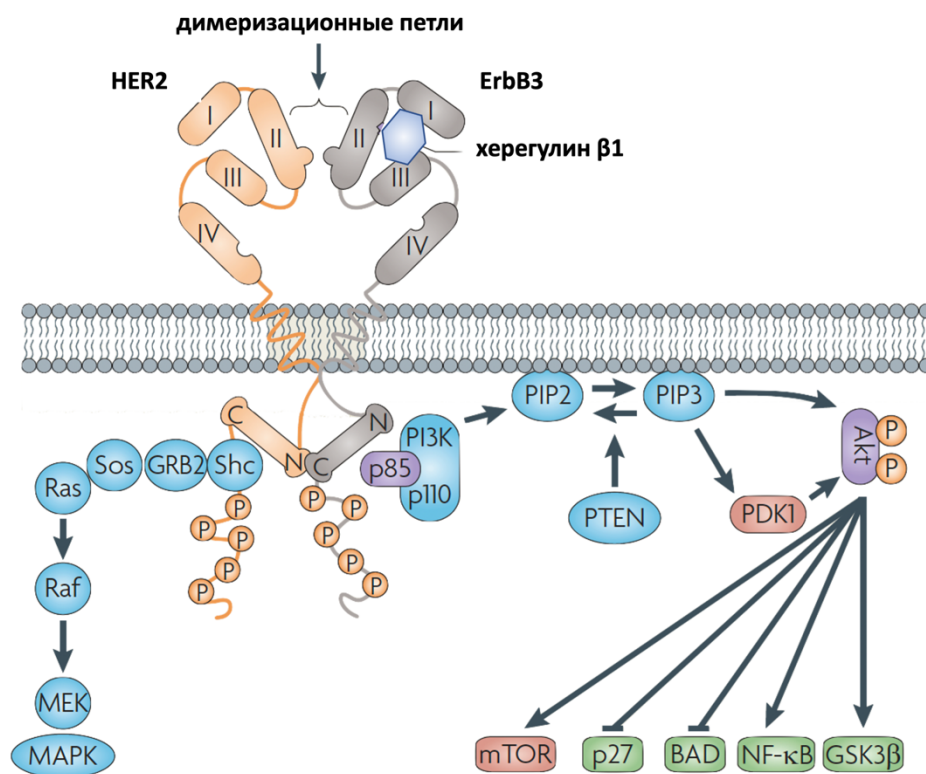 димеризационные петли
HER2
ErbB3
I
II
II
I
III
III
херегулин β1
IV
IV
C
N
N
C
Sos
GRB2
Shc
Ras
Raf
MEK
MAPK
P
P
P
P
P
P
P
P
PI3K
p85
p110
PIP2
PIP3
PTEN
PDK1
Akt
P
P
mTOR
p27
BAD
NF-κB
GSK3β